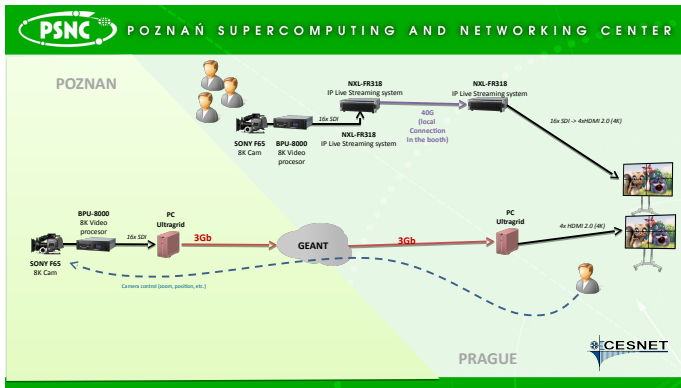 PSNC
POZNAŃ SUPERCOMPUTING AND NETWORKING CENTER
POZNAN
NXL-FR318
IP Live Streaming system
NXL-FR318
IP Live Streaming system
16x SDI
40G
(local
Connection
In the booth)
16x SDI -> 4xHDMI 2.0 (4K)
SONY F65
8K Cam
BPU-8000
8K Video
procesor
NXL-FR318
IP Live Streaming system
BPU-8000
8K Video
procesor
16x SDI
PC
Ultragrid
3Gb
GEANT
3Gb
PC
Ultragrid
4x HDMI 2.0 (4K)
SONY F65
8K Cam
Camera control (zoom, position, etc.)
PRAGUE
CESNET